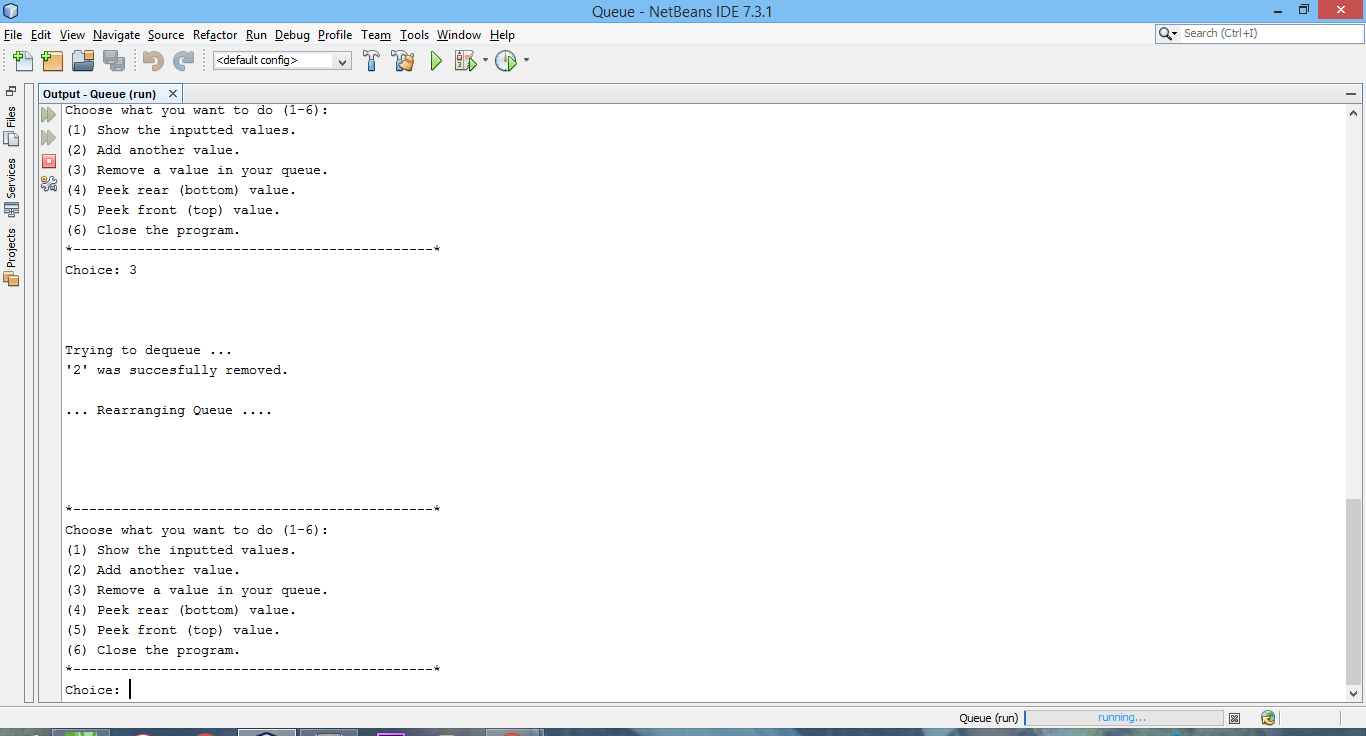 Queue - NetBeans IDE 7.3.1
File Edit View Navigate Source Refactor Run Debug Profile Team Tools Window Help
Search (Ctrl+I)
<default config>
Output - Queue (run)
Files
Services
Projects
Choose what you want to do (1-6):
(1) Show the inputted values.
(2) Add another value.
(3) Remove a value in your queue.
(4) Peek rear (bottom) value.
(5) Peek front (top) value.
(6) Close the program.
*---------------------------------------------*
Choice: 3
Trying to dequeue ...
'2' was succesfully removed.
... Rearranging Queue ....
*---------------------------------------------*
Choose what you want to do (1-6):
(1) Show the inputted values.
(2) Add another value.
(3) Remove a value in your queue.
(4) Peek rear (bottom) value.
(5) Peek front (top) value.
(6) Close the program.
*---------------------------------------------*
Choice:
Queue (run) running...